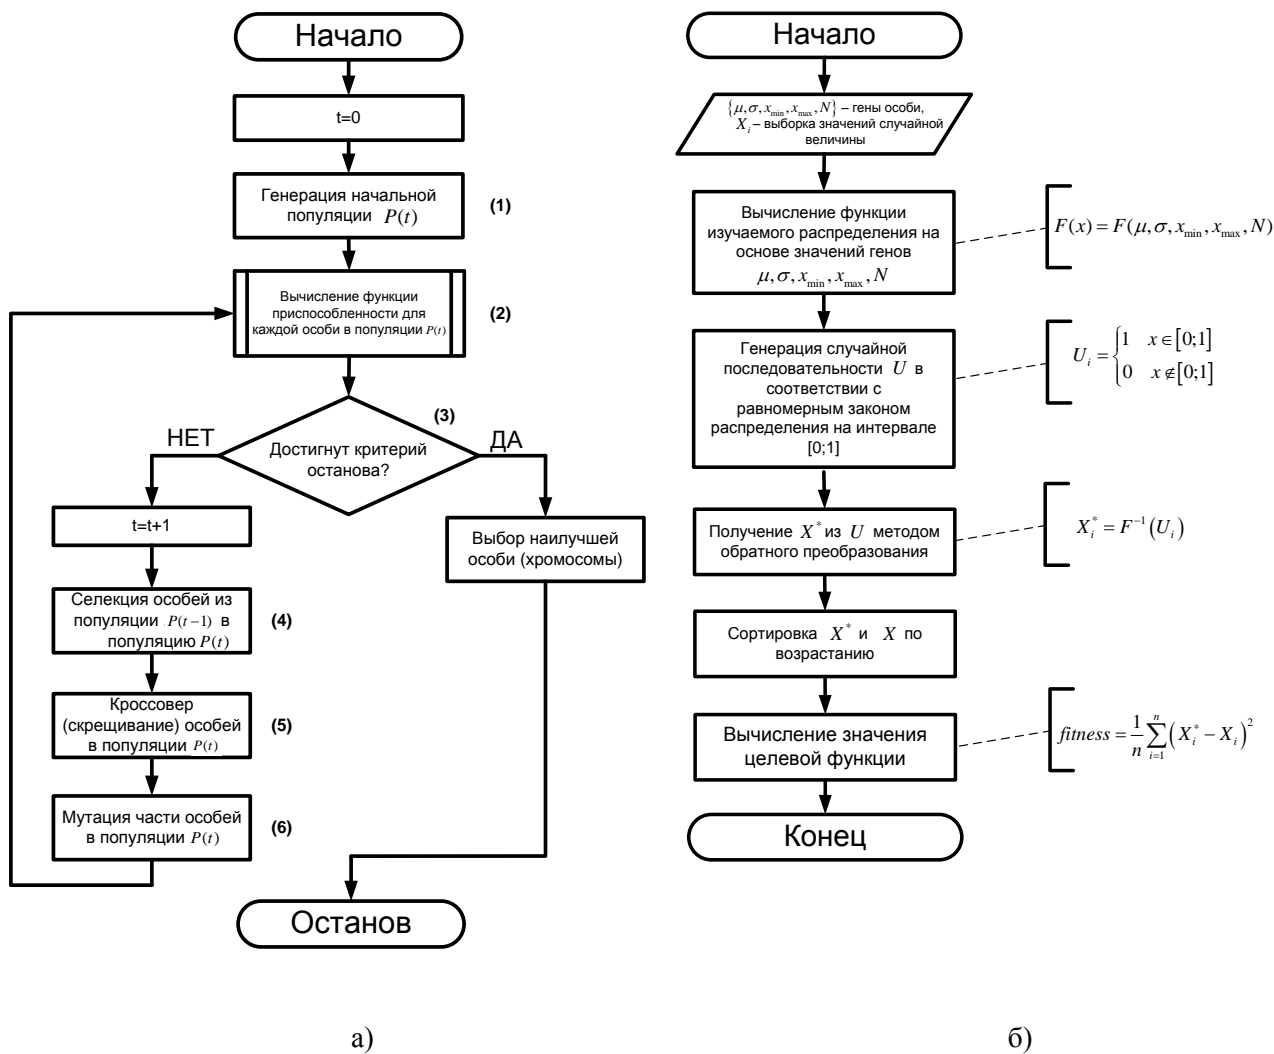 Начало
t=0
Генерация начальной
популяции P(t)
(1)
Вычисление функции
приспособленности для
каждой особи в популяции P(t)
(2)
(3)
НЕТ
ДА
Достигнут критерий
останова?
t=t+1
Выбор наилучшей
особи (хромосомы)
Селекция особей из
популяции P(t−1) в
популяцию P(t)
(4)
Кроссовер
(скрещивание) особей
в популяции P(t)
(5)
Мутация части особей
в популяции P(t)
(6)
Останов
а)
Начало
{μ,σ,x_min,x_max,N} – гены особи,
X_i – выборка значений случайной
величины
Вычисление функции
изучаемого распределения на
основе значений генов
μ,σ,x_min,x_max,N
F(x)=F(μ,σ,x_min,x_max,N)
Генерация случайной
последовательности U в
соответствии с
равномерным законом
распределения на интервале
[0;1]
U_i={1 x∈[0;1]
0 x∉[0;1]
Получение X* из U методом
обратного преобразования
X_i*=F⁻¹(U_i)
Сортировка X* и X по
возрастанию
Вычисление значения
целевой функции
fitness=1/n ∑_{i=1}^{n}(X_i*−X_i)²
Конец
б)